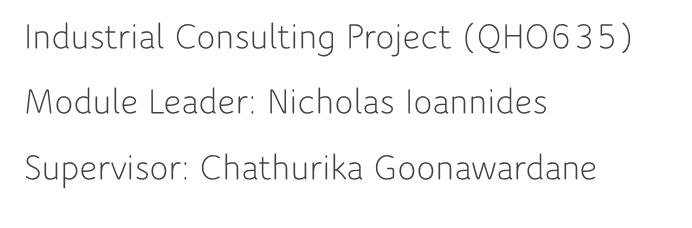 Industrial Consulting Project (QHO635)
Module Leader: Nicholas Ioannides
Supervisor: Chathurika Goonawardane